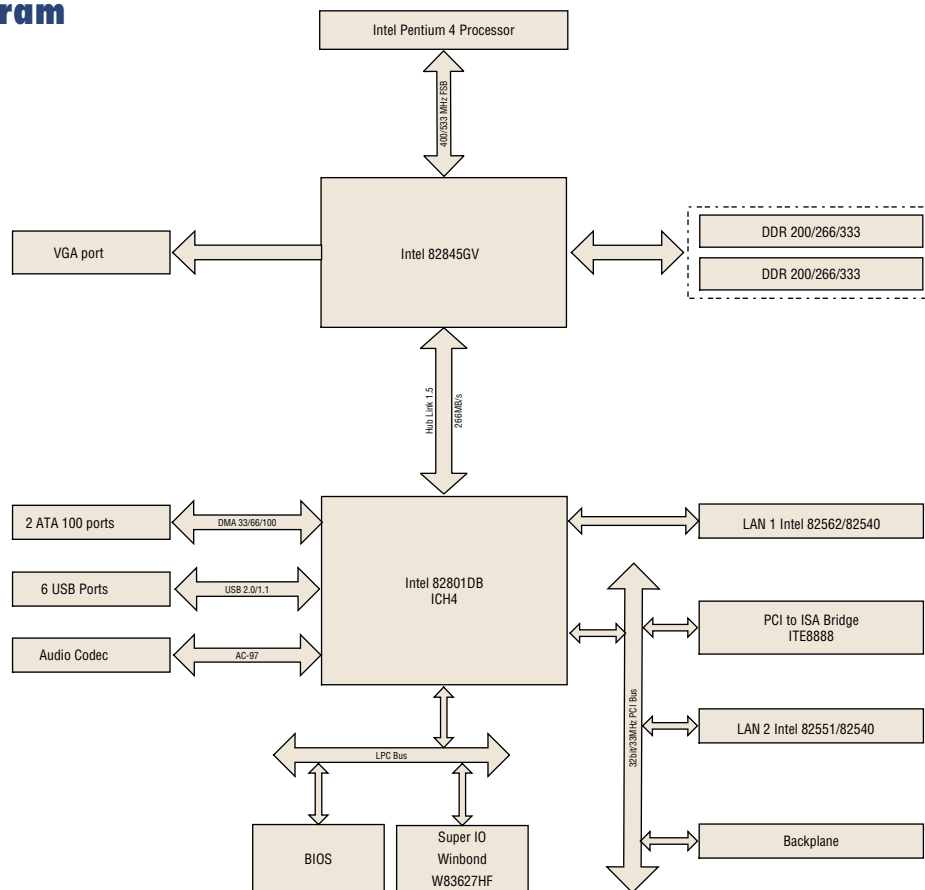 ram
Intel Pentium 4 Processor
400/533 MHz FSB
VGA port
Intel 82845GV
DDR 200/266/333
DDR 200/266/333
Hub Link 1.5
266MB/s
2 ATA 100 ports
DMA 33/66/100
LAN 1 Intel 82562/82540
6 USB Ports
USB 2.0/1.1
Intel 82801DB
ICH4
PCI to ISA Bridge
ITE8888
Audio Codec
AC-97
32bit/33MHz PCI Bus
LAN 2 Intel 82551/82540
LPC Bus
BIOS
Super IO
Winbond
W83627HF
Backplane